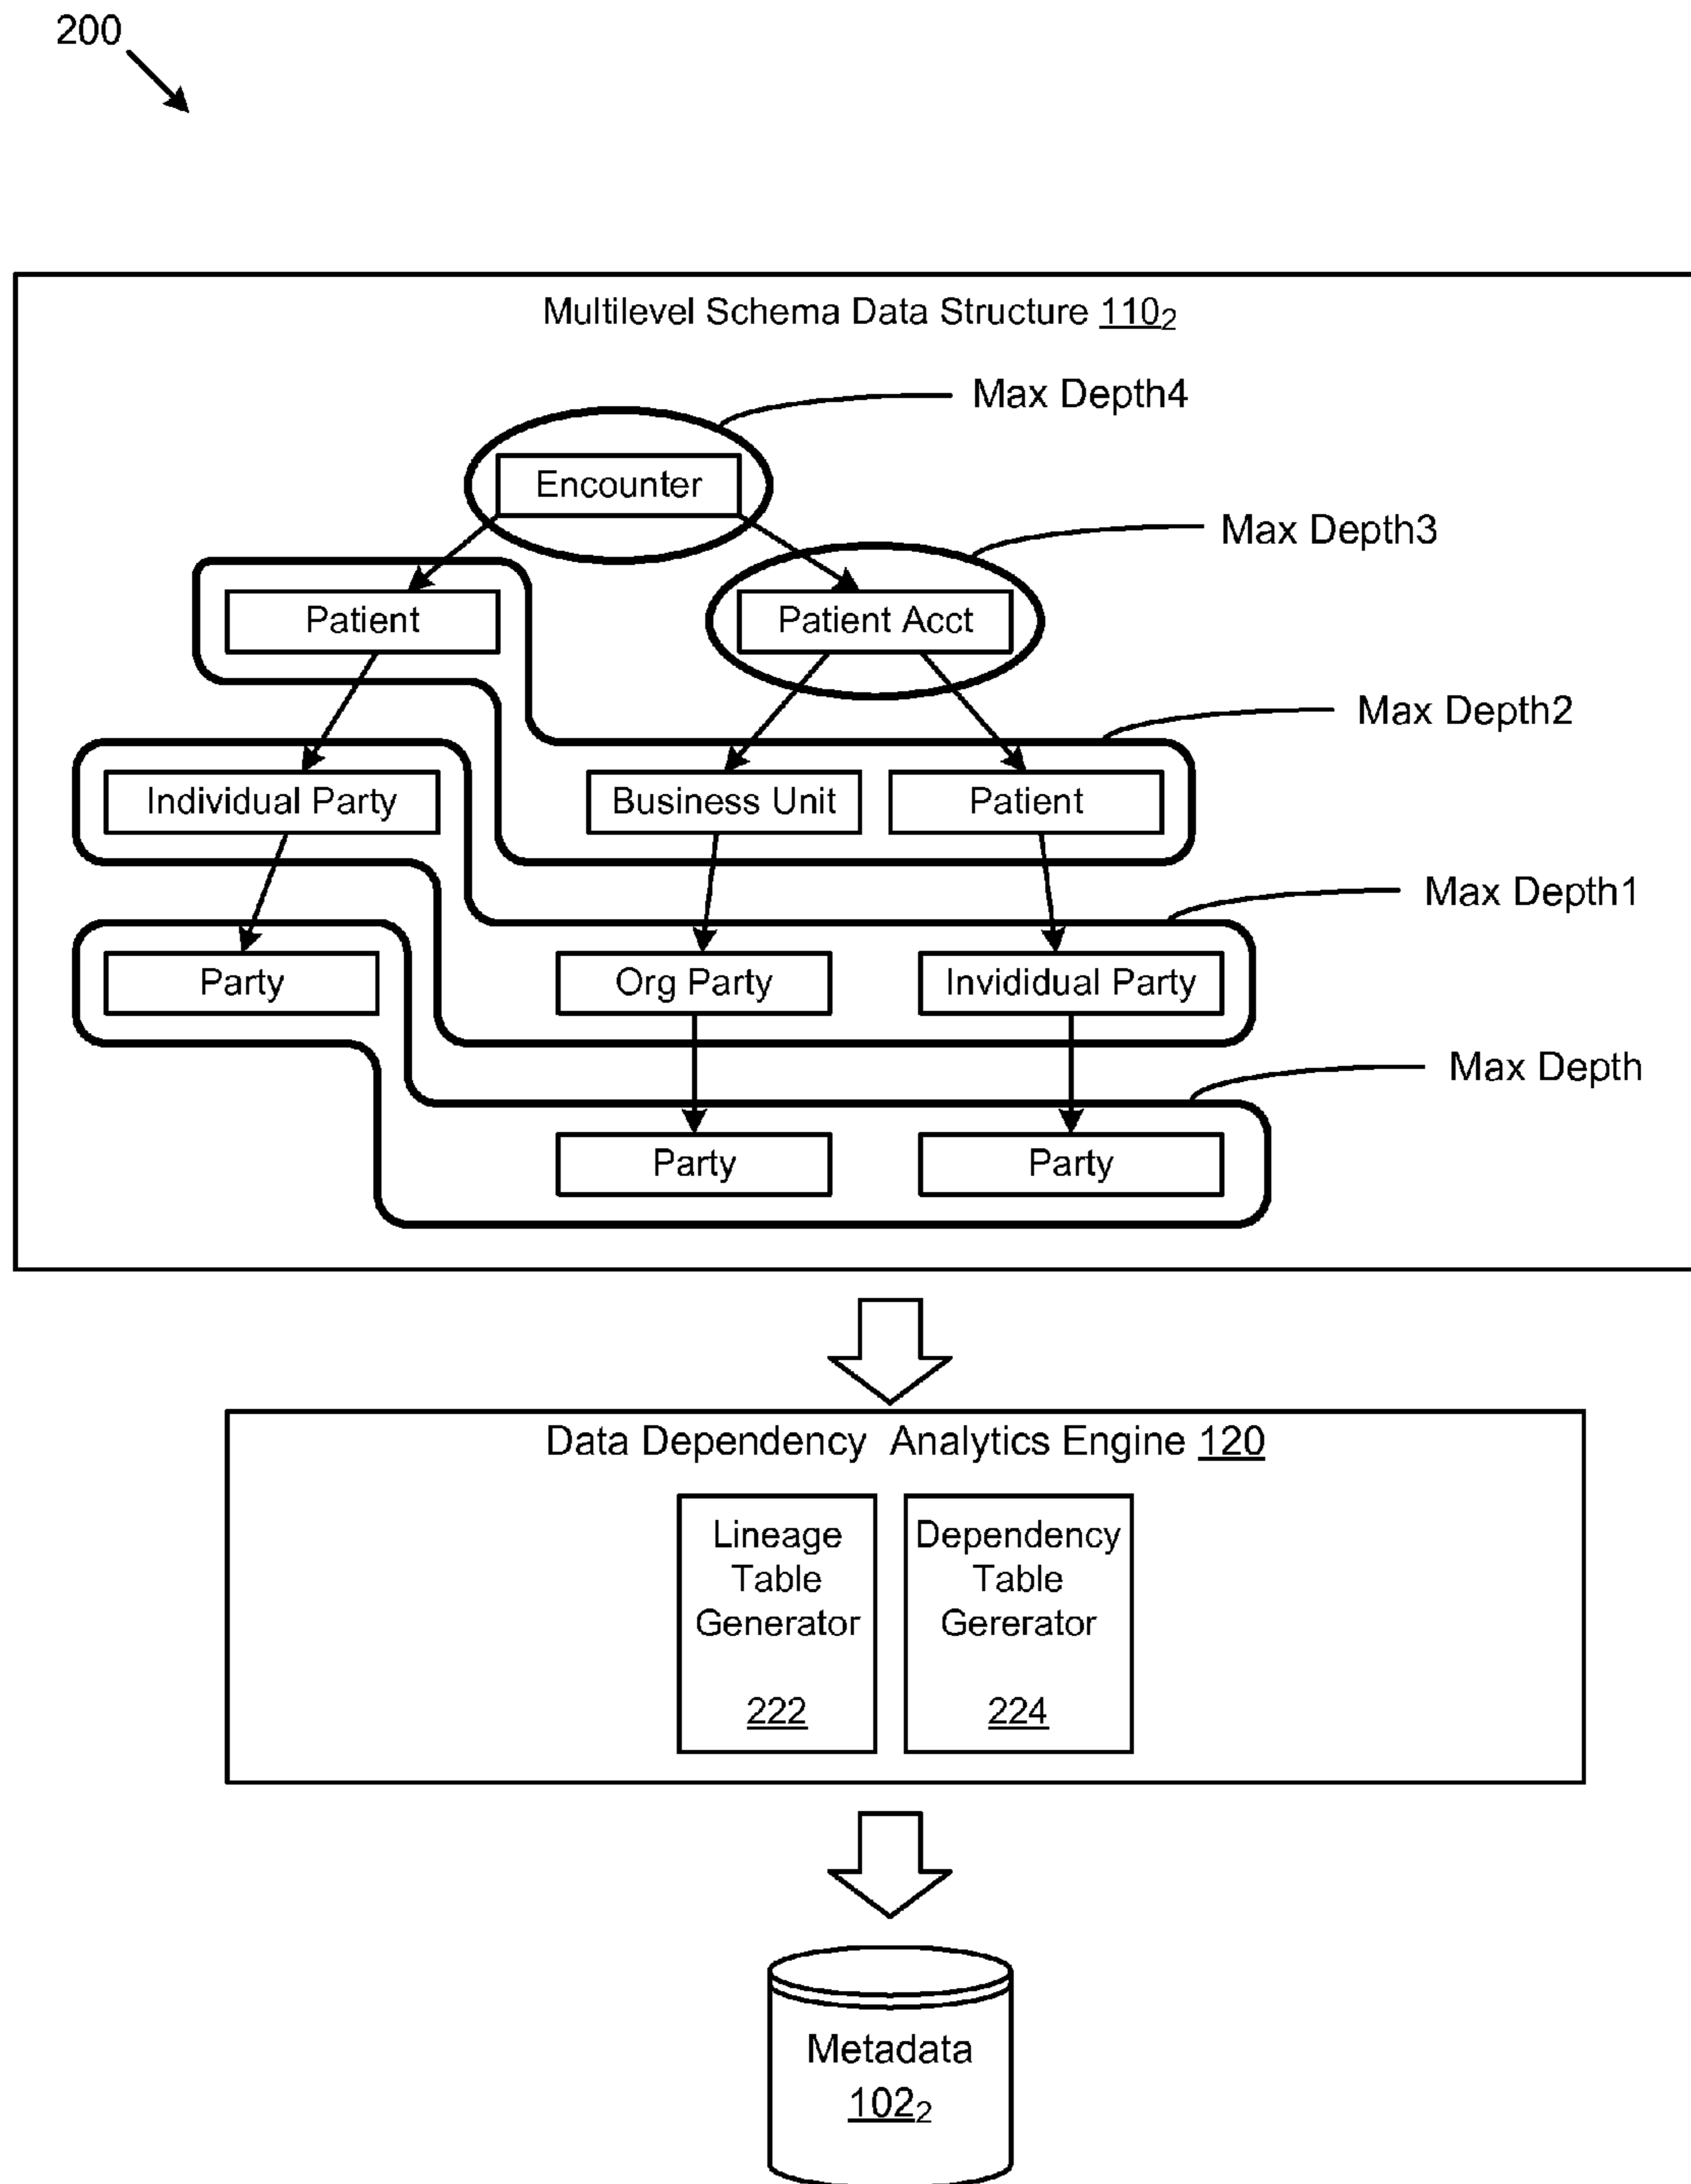 200
Multilevel Schema Data Structure 110₂
Max Depth4
Encounter
Max Depth3
Patient
Patient Acct
Max Depth2
Individual Party
Business Unit
Patient
Max Depth1
Party
Org Party
Invididual Party
Max Depth
Party
Party
Data Dependency Analytics Engine 120
Lineage
Table
Generator
222
Dependency
Table
Gererator
224
Metadata
102₂